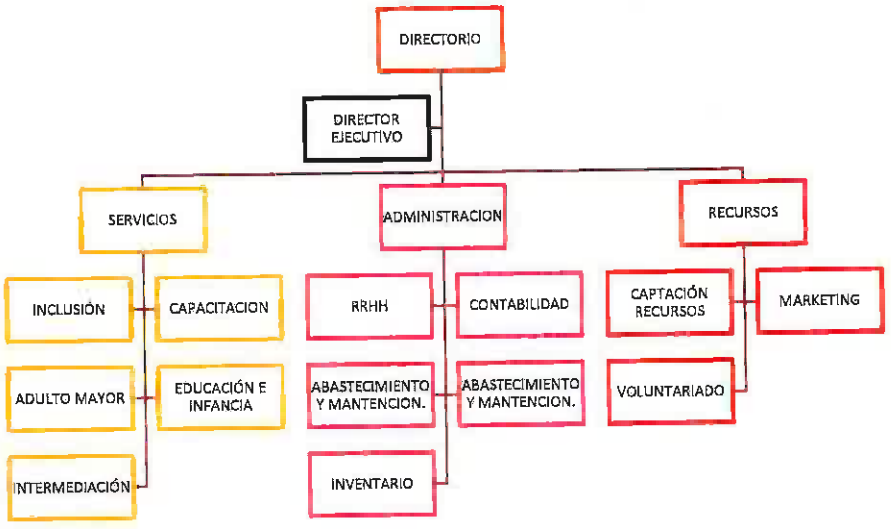 DIRECTORIO
DIRECTOR
EJECUTIVO
SERVICIOS
ADMINISTRACION
RECURSOS
INCLUSIÓN
CAPACITACION
RRHH
CONTABILIDAD
CAPTACIÓN
RECURSOS
MARKETING
ADULTO MAYOR
EDUCACIÓN E
INFANCIA
ABASTECIMIENTO
Y MANTENCION.
ABASTECIMIENTO
Y MANTENCION.
VOLUNTARIADO
INTERMEDIACIÓN
INVENTARIO